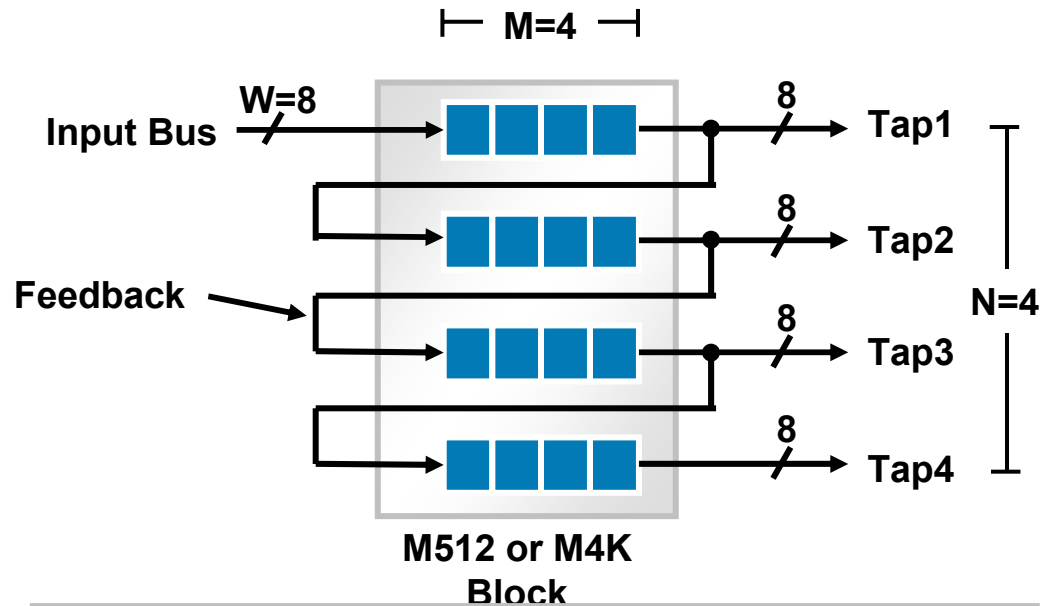 M=4
W=8
Input Bus
8
Tap1
8
Tap2
Feedback
N=4
8
Tap3
8
Tap4
M512 or M4K
Block